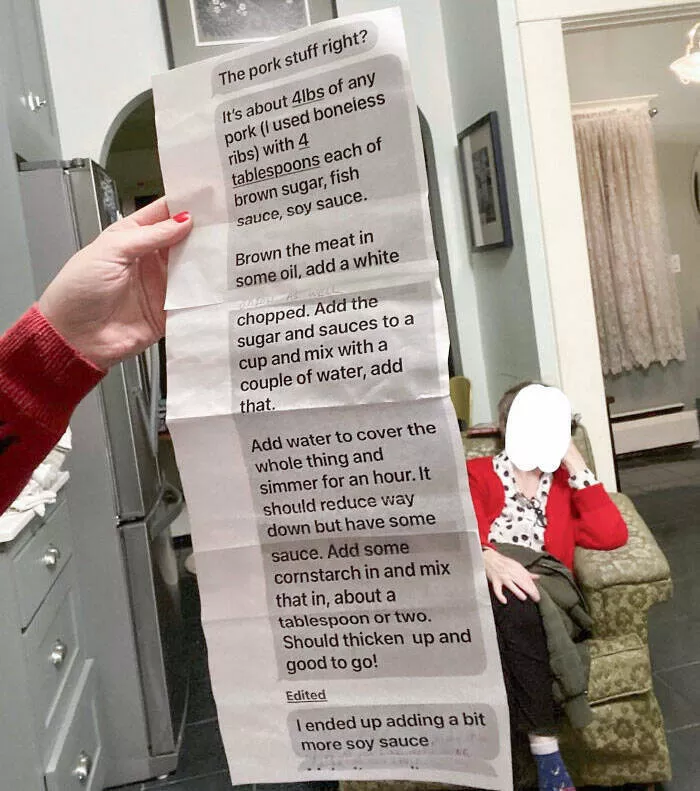 The pork stuff right?
It's about 4lbs of any
pork (I used boneless
ribs) with 4
tablespoons each of
brown sugar, fish
sauce, soy sauce.
Brown the meat in
some oil, add a white
chopped. Add the
sugar and sauces to a
cup and mix with a
couple of water, add
that.
Add water to cover the
whole thing and
simmer for an hour. It
should reduce way
down but have some
sauce. Add some
cornstarch in and mix
that in, about a
tablespoon or two.
Should thicken up and
good to go!
Edited
I ended up adding a bit
more soy sauce